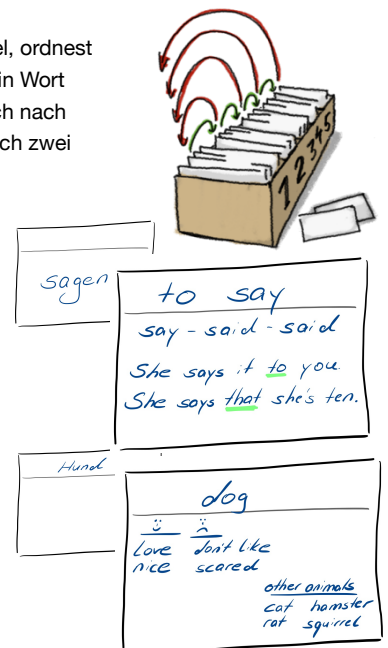 el, ordnest
in Wort
ch nach
ch zwei
1 2 3 4 5
sagen
to say
say - said - said
She says it to you.
She says that she's ten.
Hund
dog
love don't like
nice scared
other animals
cat hamster
rat squirrel